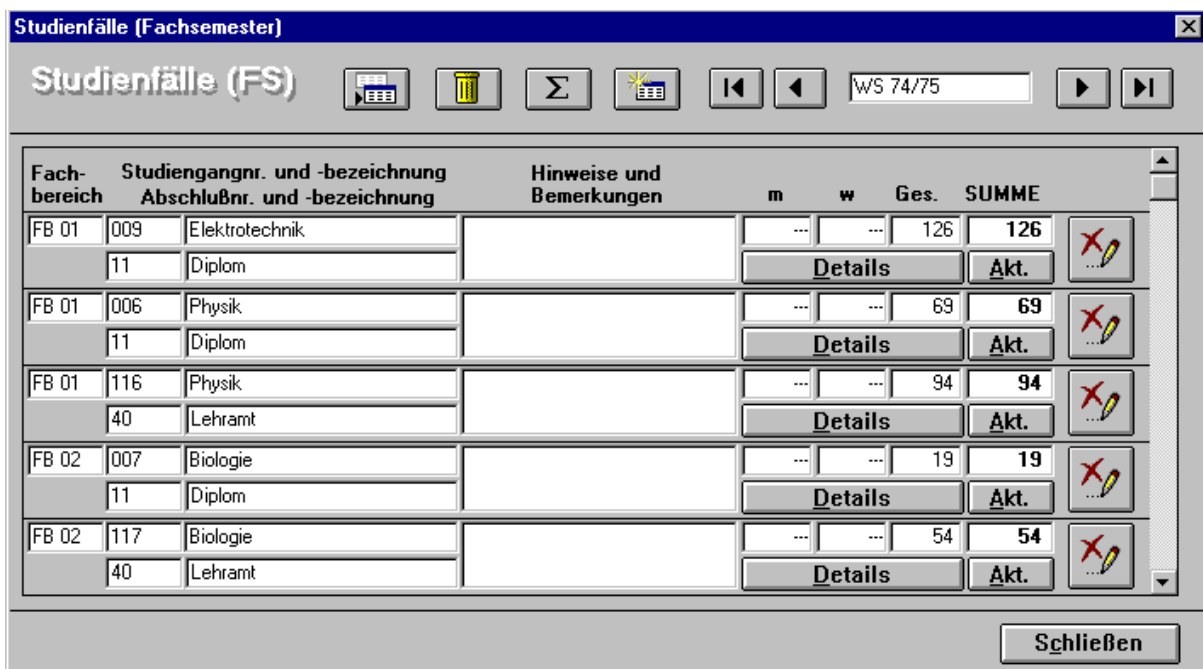 Studienfälle (Fachsemester)
Studienfälle (FS)
Σ
WS 74/75
Fach-
bereich
Studiengangnr. und -bezeichnung
Abschlußnr. und -bezeichnung
Hinweise und
Bemerkungen
m w Ges. SUMME
FB 01 009 Elektrotechnik --- --- 126 126
11 Diplom Details Akt.
FB 01 006 Physik --- --- 69 69
11 Diplom Details Akt.
FB 01 116 Physik --- --- 94 94
40 Lehramt Details Akt.
FB 02 007 Biologie --- --- 19 19
11 Diplom Details Akt.
FB 02 117 Biologie --- --- 54 54
40 Lehramt Details Akt.
Schließen